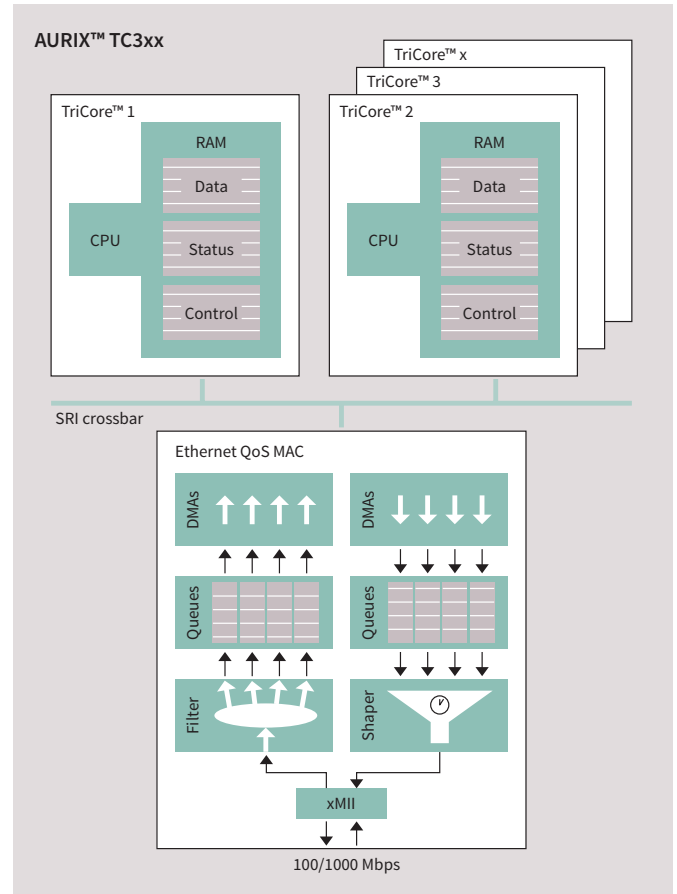 AURIX™ TC3xx
TriCore™ x
TriCore™ 3
TriCore™ 1
TriCore™ 2
RAM
Data
CPU
Status
Control
RAM
Data
CPU
Status
Control
SRI crossbar
Ethernet QoS MAC
DMAs
DMAs
Queues
Queues
Filter
Shaper
xMII
100/1000 Mbps